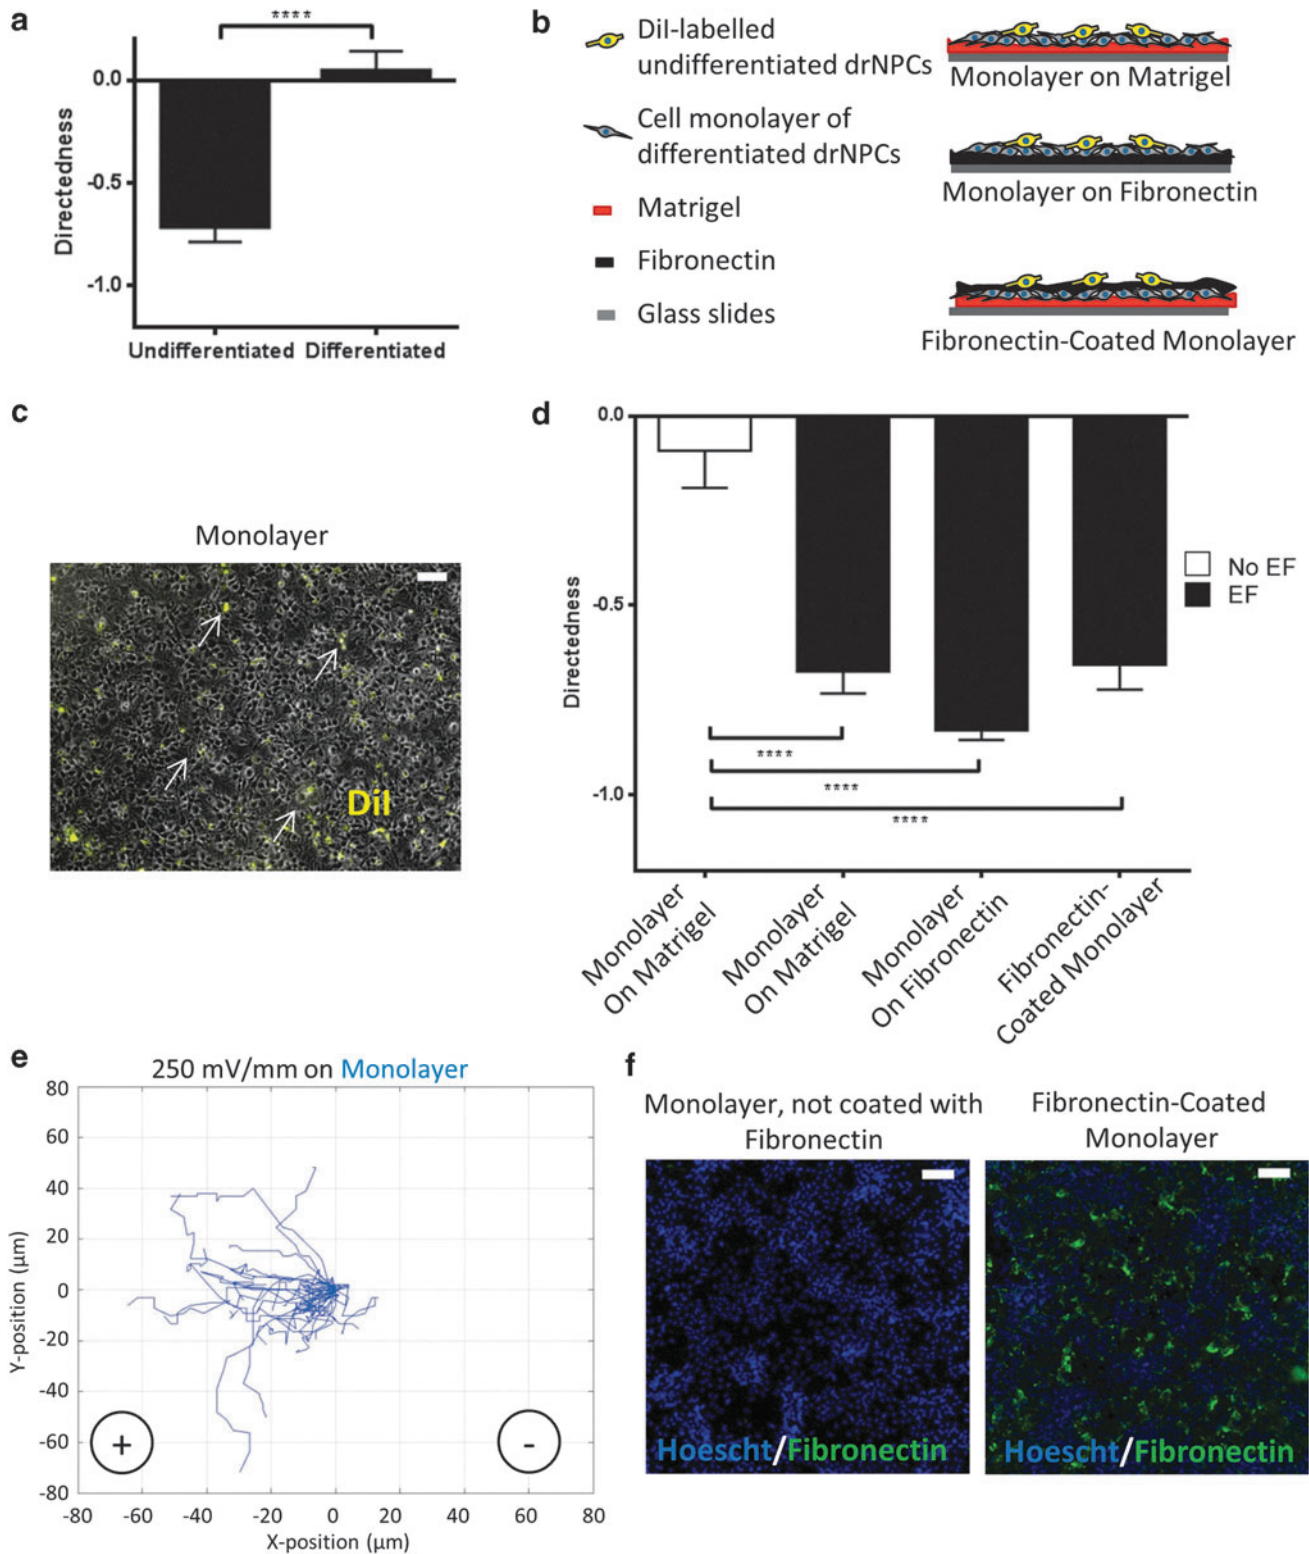 a
****
0.0
-0.5
-1.0
Directedness
Undifferentiated Differentiated
b
DiI-labelled
undifferentiated drNPCs
Cell monolayer of
differentiated drNPCs
Matrigel
Fibronectin
Glass slides
Monolayer on Matrigel
Monolayer on Fibronectin
Fibronectin-Coated Monolayer
c
Monolayer
DiI
d
0.0
-0.5
-1.0
Directedness
No EF
EF
****
****
****
Monolayer
On Matrigel
Monolayer
On Matrigel
Monolayer
On Fibronectin
Fibronectin-
Coated Monolayer
e
250 mV/mm on Monolayer
80
60
40
20
0
-20
-40
-60
-80
Y-position (μm)
+
-
-80 -60 -40 -20 0 20 40 60 80
X-position (μm)
f
Monolayer, not coated with
Fibronectin
Hoescht/Fibronectin
Fibronectin-Coated
Monolayer
Hoescht/Fibronectin